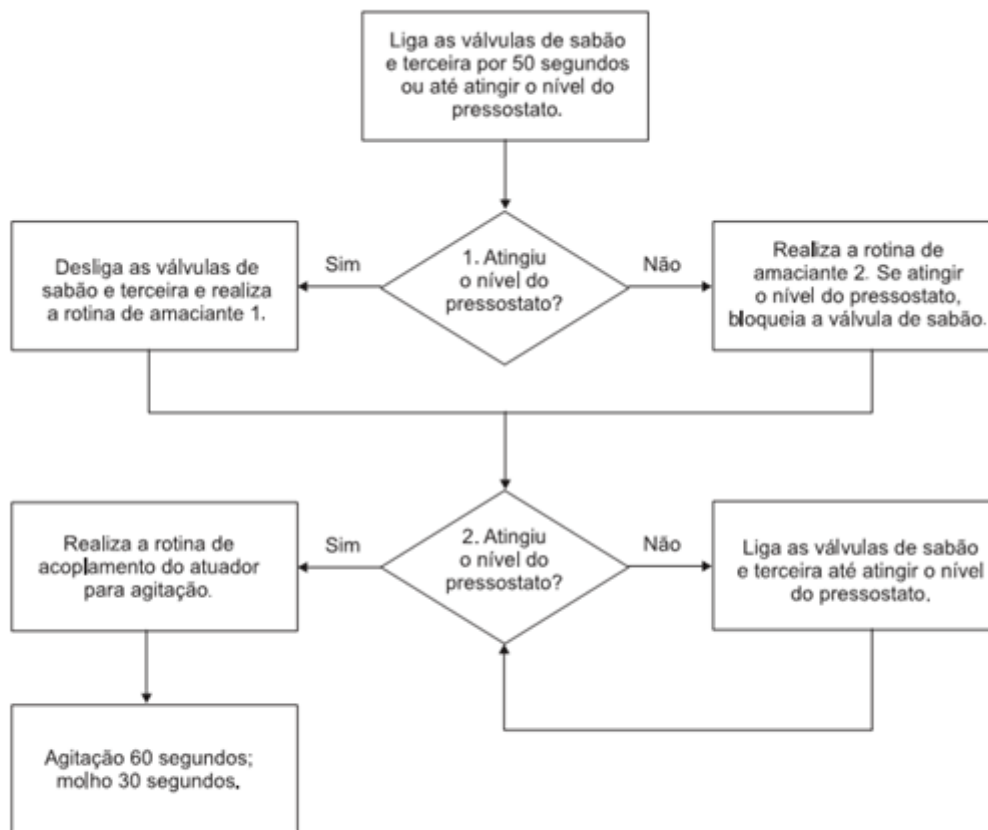 Liga as válvulas de sabão
e terceira por 50 segundos
ou até atingir o nível do
pressostato.
Desliga as válvulas de
sabão e terceira e realiza
a rotina de amaciante 1.
Sim
1. Atingiu
o nível do
pressostato?
Não
Realiza a rotina de
amaciante 2. Se atingir
o nível do pressostato,
bloqueia a válvula de sabão.
Realiza a rotina de
acoplamento do atuador
para agitação.
Sim
2. Atingiu
o nível do
pressostato?
Não
Liga as válvulas de sabão
e terceira até atingir o nível
do pressostato.
Agitação 60 segundos;
molho 30 segundos.